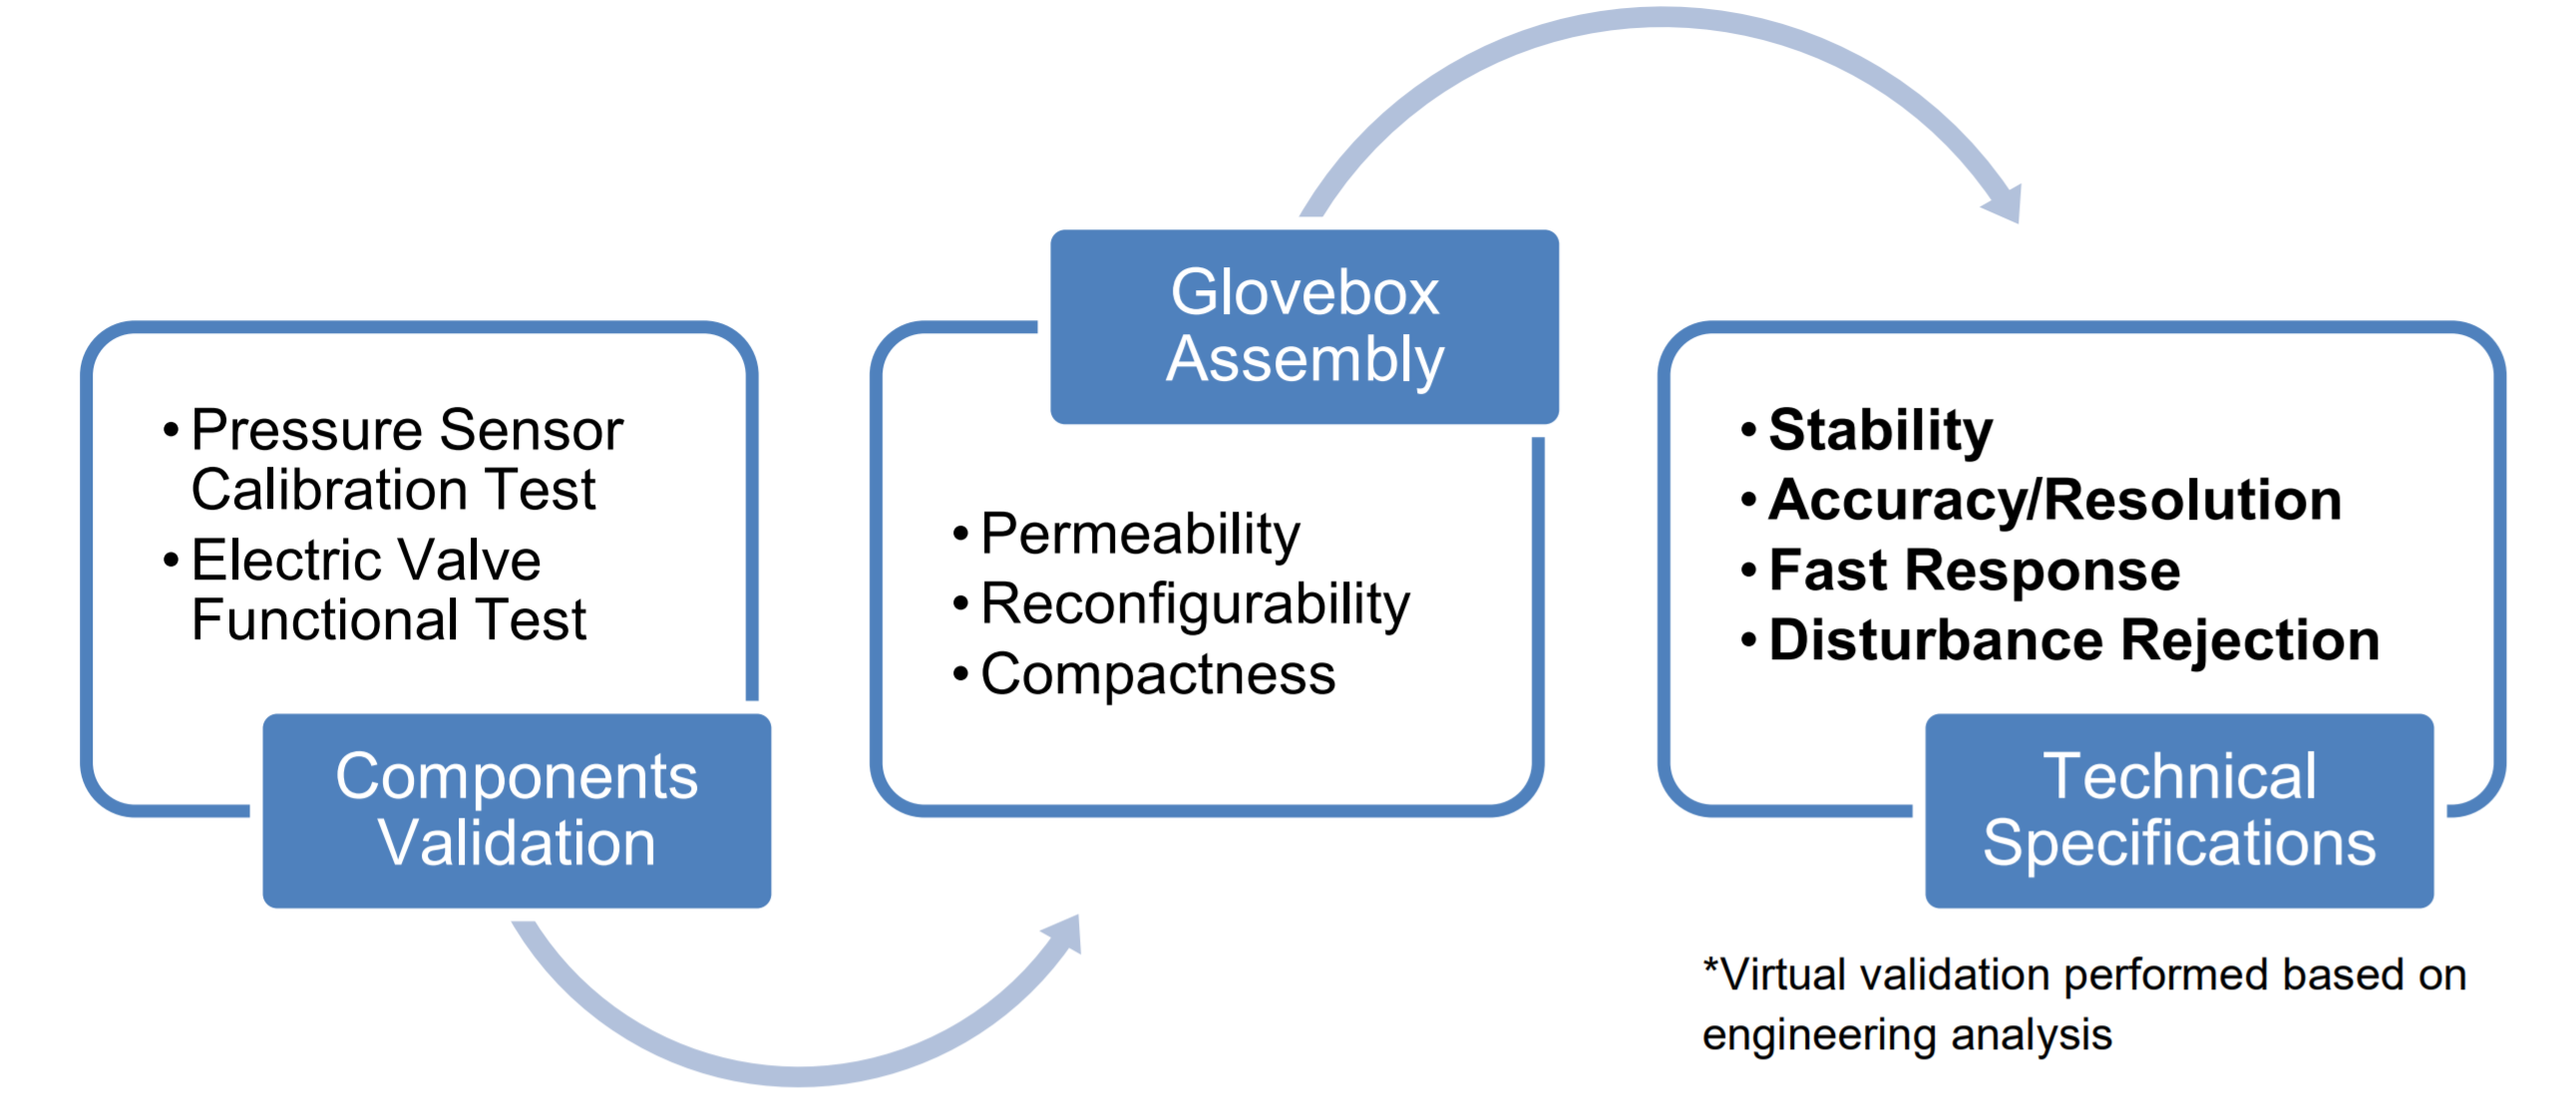 • Pressure Sensor
Calibration Test
• Electric Valve
Functional Test
Components
Validation
Glovebox
Assembly
• Permeability
• Reconfigurability
• Compactness
• Stability
• Accuracy/Resolution
• Fast Response
• Disturbance Rejection
Technical
Specifications
*Virtual validation performed based on
engineering analysis